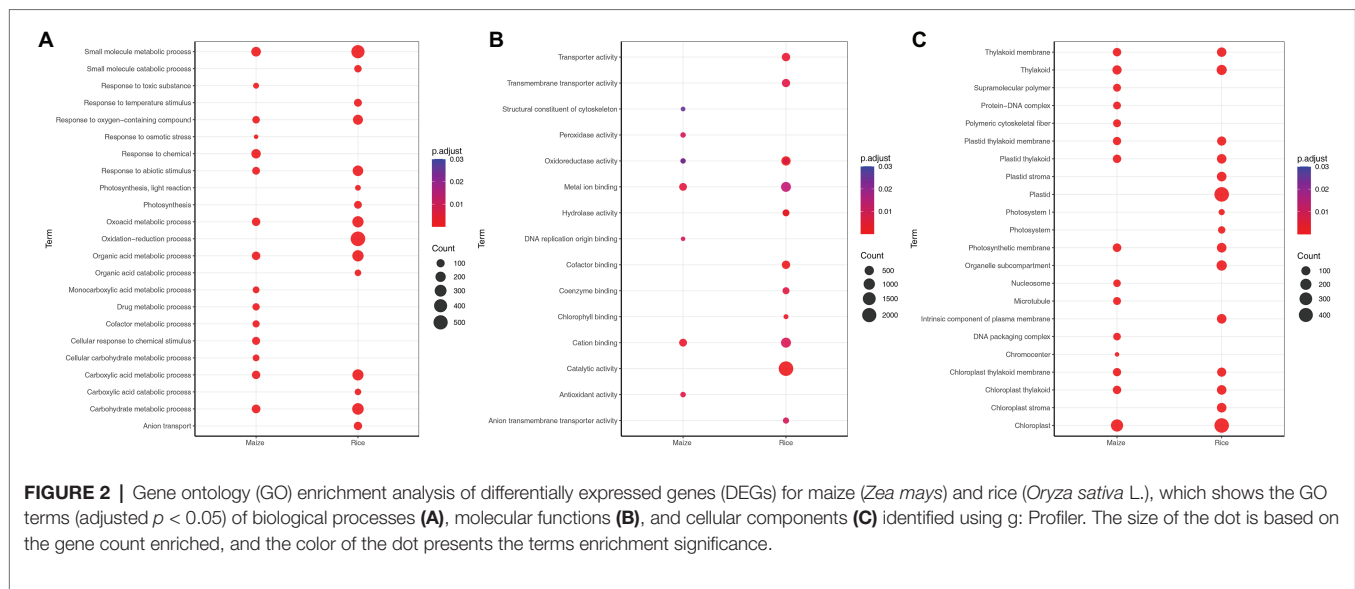 A
Small molecule metabolic process
Small molecule catabolic process
Response to toxic substance
Response to temperature stimulus
Response to oxygen−containing compound
Response to osmotic stress
Response to chemical
Response to abiotic stimulus
Photosynthesis, light reaction
Photosynthesis
Oxoacid metabolic process
Oxidation−reduction process
Organic acid metabolic process
Organic acid catabolic process
Monocarboxylic acid metabolic process
Drug metabolic process
Cofactor metabolic process
Cellular response to chemical stimulus
Cellular carbohydrate metabolic process
Carboxylic acid metabolic process
Carboxylic acid catabolic process
Carbohydrate metabolic process
Anion transport
Term
Maize
Rice
p.adjust
0.03
0.02
0.01
Count
100
200
300
400
500
B
Transporter activity
Transmembrane transporter activity
Structural constituent of cytoskeleton
Peroxidase activity
Oxidoreductase activity
Metal ion binding
Hydrolase activity
DNA replication origin binding
Cofactor binding
Coenzyme binding
Chlorophyll binding
Cation binding
Catalytic activity
Antioxidant activity
Anion transmembrane transporter activity
Term
Maize
Rice
p.adjust
0.03
0.02
0.01
Count
500
1000
1500
2000
C
Thylakoid membrane
Thylakoid
Supramolecular polymer
Protein−DNA complex
Polymeric cytoskeletal fiber
Plastid thylakoid membrane
Plastid thylakoid
Plastid stroma
Plastid
Photosystem I
Photosystem
Photosynthetic membrane
Organelle subcompartment
Nucleosome
Microtubule
Intrinsic component of plasma membrane
DNA packaging complex
Chromocenter
Chloroplast thylakoid membrane
Chloroplast thylakoid
Chloroplast stroma
Chloroplast
Term
Maize
Rice
p.adjust
0.03
0.02
0.01
Count
100
200
300
400
FIGURE 2 | Gene ontology (GO) enrichment analysis of differentially expressed genes (DEGs) for maize (Zea mays) and rice (Oryza sativa L.), which shows the GO
terms (adjusted p < 0.05) of biological processes (A), molecular functions (B), and cellular components (C) identified using g: Profiler. The size of the dot is based on
the gene count enriched, and the color of the dot presents the terms enrichment significance.